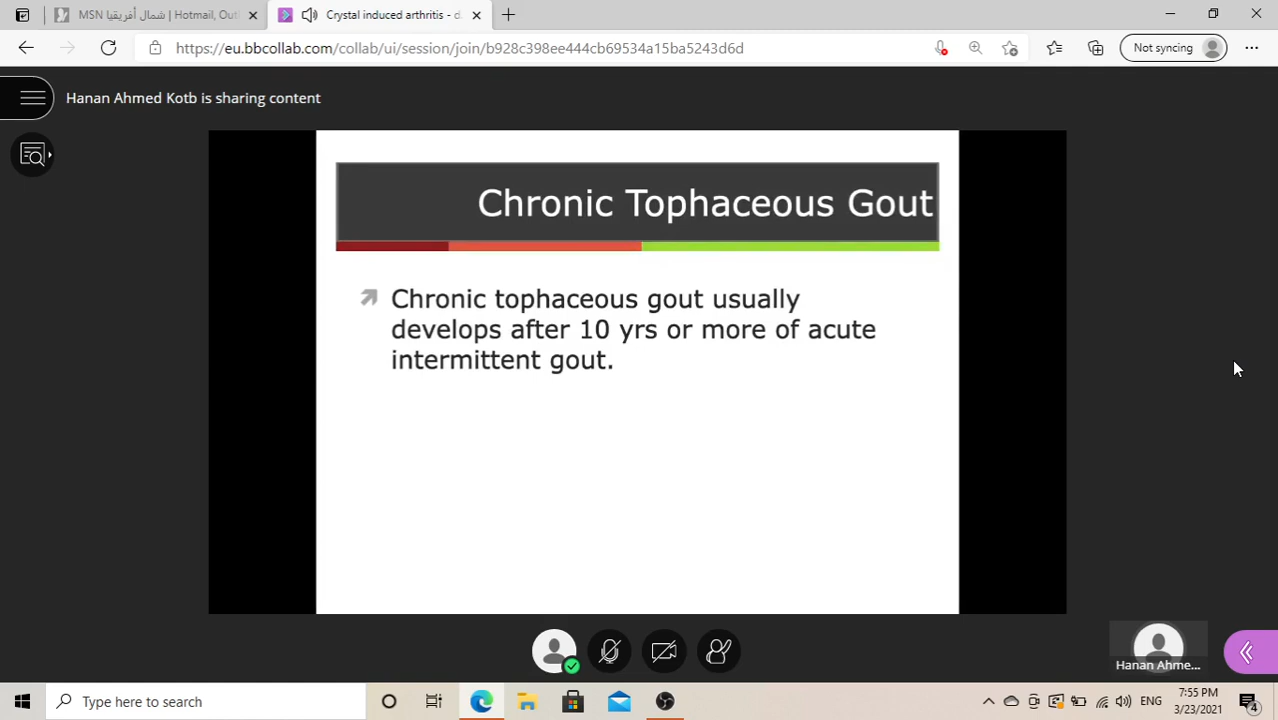 MSN شمال أفريقيا | Hotmail, Outl
Crystal induced arthritis - d
https://eu.bbcollab.com/collab/ui/session/join/b928c398ee444cb69534a15ba5243d6d
Not syncing
Hanan Ahmed Kotb is sharing content
Chronic Tophaceous Gout
Chronic tophaceous gout usually
develops after 10 yrs or more of acute
intermittent gout.
Hanan Ahme...
Type here to search
ENG
7:55 PM
3/23/2021
4